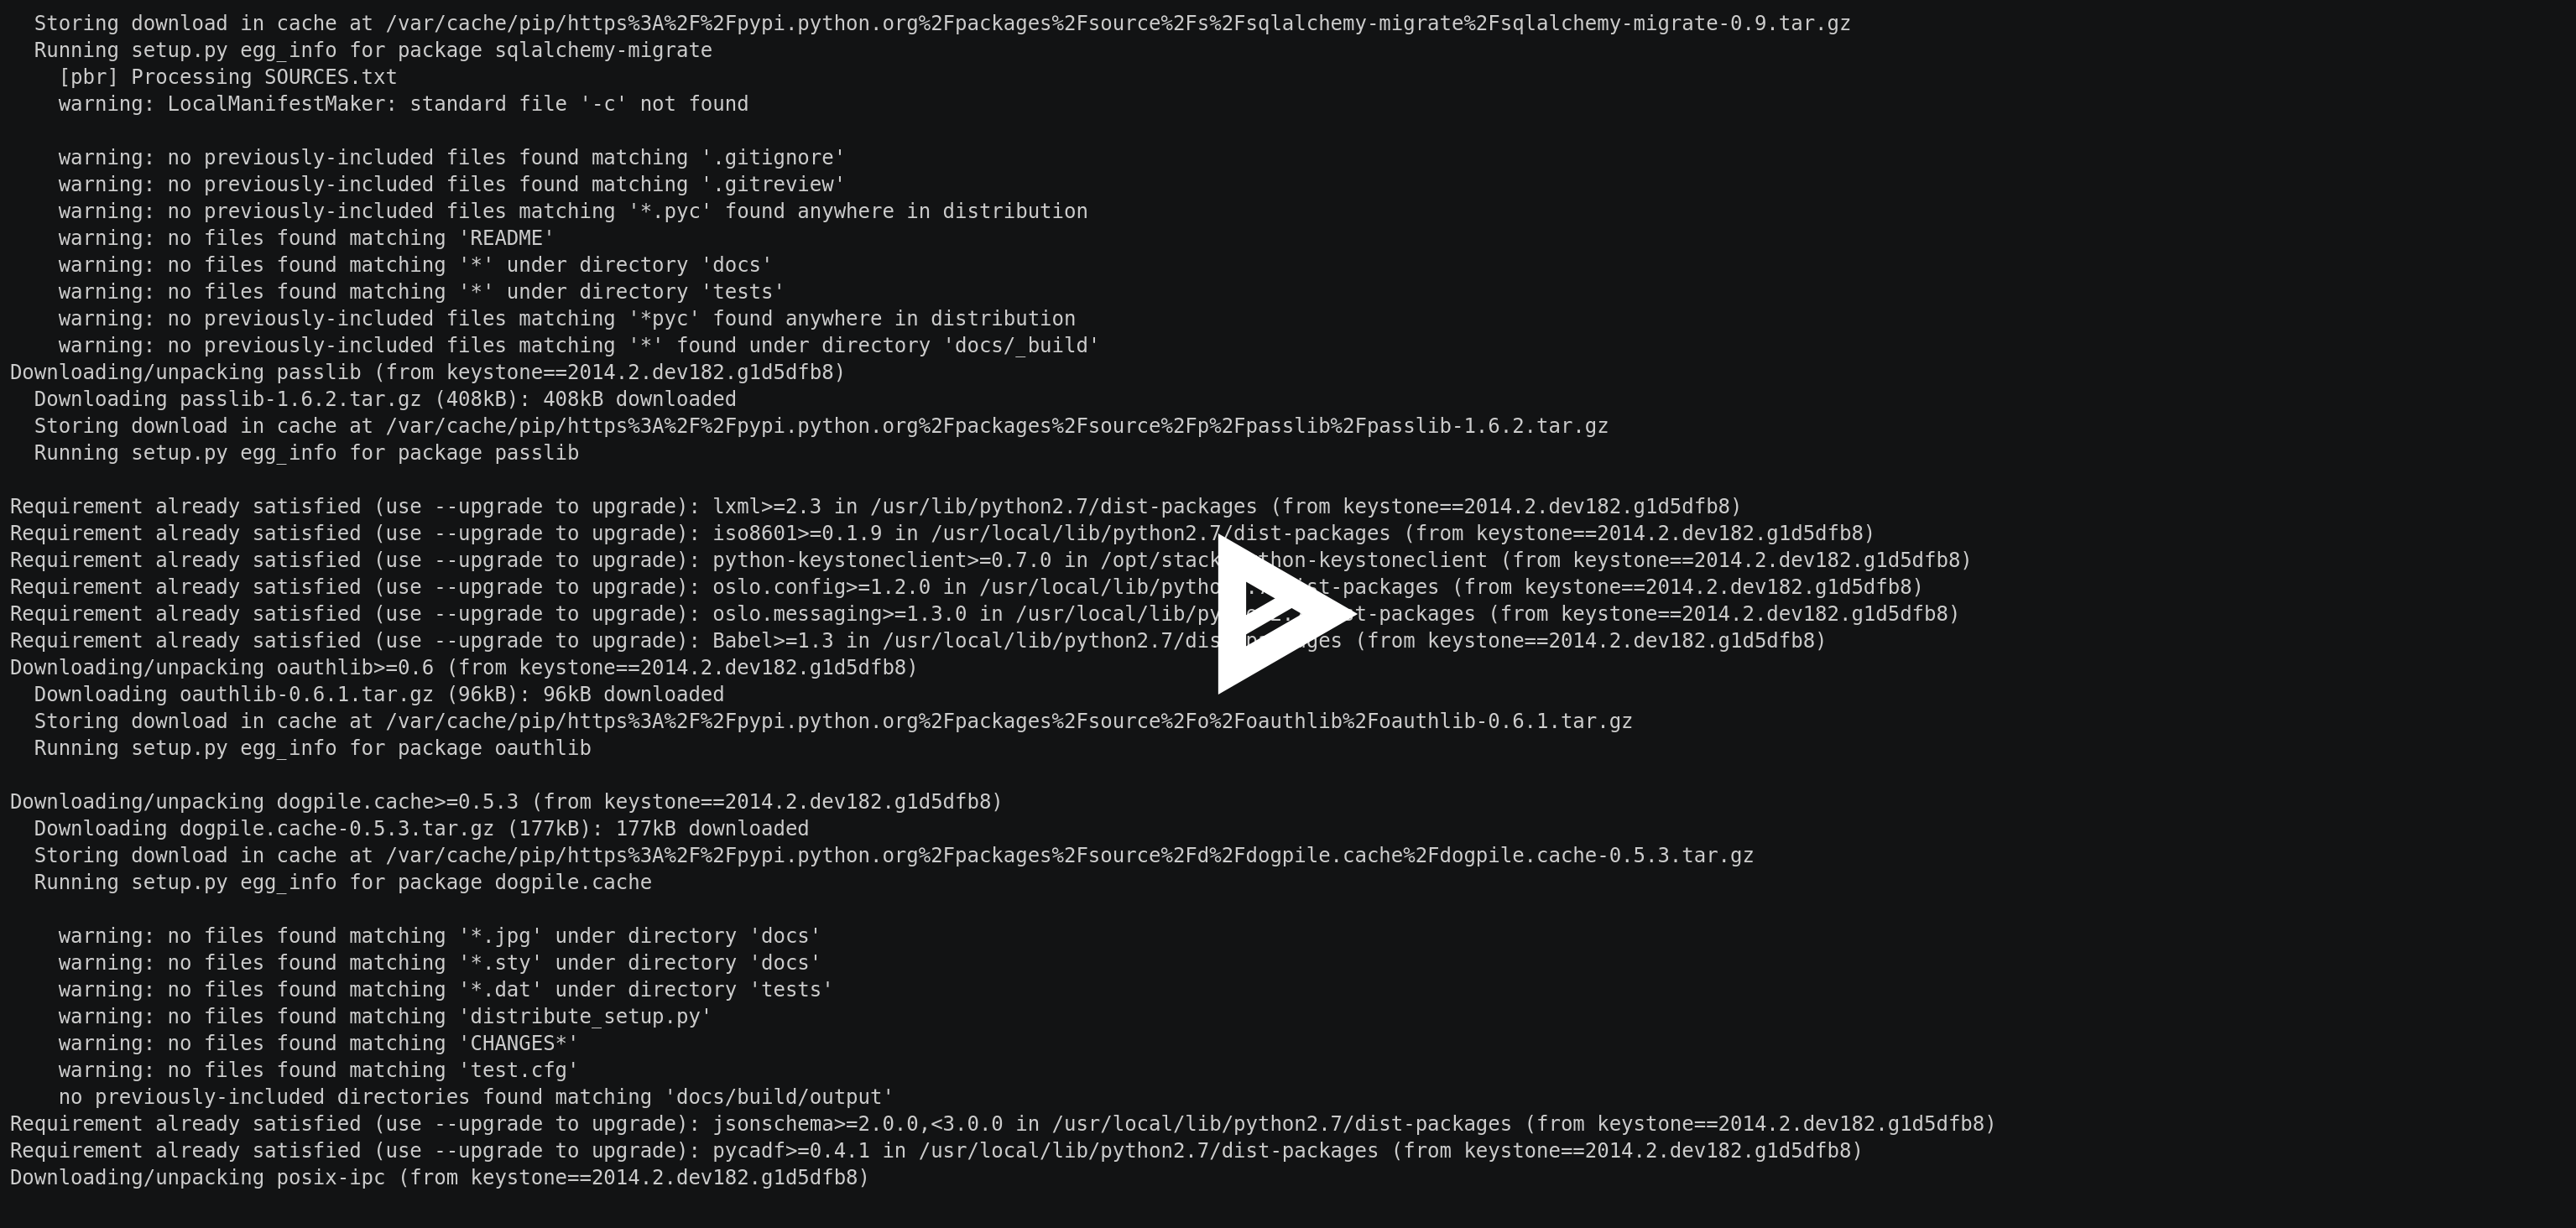 Storing download in cache at /var/cache/pip/https%3A%2F%2Fpypi.python.org%2Fpackages%2Fsource%2Fs%2Fsqlalchemy-migrate%2Fsqlalchemy-migrate-0.9.tar.gz
Running setup.py egg_info for package sqlalchemy-migrate
[pbr] Processing SOURCES.txt
warning: LocalManifestMaker: standard file '-c' not found
warning: no previously-included files found matching '.gitignore'
warning: no previously-included files found matching '.gitreview'
warning: no previously-included files matching '*.pyc' found anywhere in distribution
warning: no files found matching 'README'
warning: no files found matching '*' under directory 'docs'
warning: no files found matching '*' under directory 'tests'
warning: no previously-included files matching '*pyc' found anywhere in distribution
warning: no previously-included files matching '*' found under directory 'docs/_build'
Downloading/unpacking passlib (from keystone==2014.2.dev182.g1d5dfb8)
Downloading passlib-1.6.2.tar.gz (408kB): 408kB downloaded
Storing download in cache at /var/cache/pip/https%3A%2F%2Fpypi.python.org%2Fpackages%2Fsource%2Fp%2Fpasslib%2Fpasslib-1.6.2.tar.gz
Running setup.py egg_info for package passlib
Requirement already satisfied (use --upgrade to upgrade): lxml>=2.3 in /usr/lib/python2.7/dist-packages (from keystone==2014.2.dev182.g1d5dfb8)
Requirement already satisfied (use --upgrade to upgrade): iso8601>=0.1.9 in /usr/local/lib/python2.7/dist-packages (from keystone==2014.2.dev182.g1d5dfb8)
Requirement already satisfied (use --upgrade to upgrade): python-keystoneclient>=0.7.0 in (from keystone==2014.2.dev182.g1d5dfb8)
Requirement already satisfied (use --upgrade to upgrade): oslo.config>=1.2.0 in (from keystone==2014.2.dev182.g1d5dfb8)
Requirement already satisfied (use --upgrade to upgrade): oslo.messaging>=1.3.0 in (from keystone==2014.2.dev182.g1d5dfb8)
Requirement already satisfied (use --upgrade to upgrade): Babel>=1.3 in (from keystone==2014.2.dev182.g1d5dfb8)
Downloading/unpacking oauthlib>=0.6 (from keystone==2014.2.dev182.g1d5dfb8)
Downloading oauthlib-0.6.1.tar.gz (96kB): 96kB downloaded
Storing download in cache at /var/cache/pip/https%3A%2F%2Fpypi.python.org%2Fpackages%2Fsource%2Fo%2Foauthlib%2Foauthlib-0.6.1.tar.gz
Running setup.py egg_info for package oauthlib
Downloading/unpacking dogpile.cache>=0.5.3 (from keystone==2014.2.dev182.g1d5dfb8)
Downloading dogpile.cache-0.5.3.tar.gz (177kB): 177kB downloaded
Storing download in cache at /var/cache/pip/https%3A%2F%2Fpypi.python.org%2Fpackages%2Fsource%2Fd%2Fdogpile.cache%2Fdogpile.cache-0.5.3.tar.gz
Running setup.py egg_info for package dogpile.cache
warning: no files found matching '*.jpg' under directory 'docs'
warning: no files found matching '*.sty' under directory 'docs'
warning: no files found matching '*.dat' under directory 'tests'
warning: no files found matching 'distribute_setup.py'
warning: no files found matching 'CHANGES*'
warning: no files found matching 'test.cfg'
no previously-included directories found matching 'docs/build/output'
Requirement already satisfied (use --upgrade to upgrade): jsonschema>=2.0.0,<3.0.0 in /usr/local/lib/python2.7/dist-packages (from keystone==2014.2.dev182.g1d5dfb8)
Requirement already satisfied (use --upgrade to upgrade): pycadf>=0.4.1 in /usr/local/lib/python2.7/dist-packages (from keystone==2014.2.dev182.g1d5dfb8)
Downloading/unpacking posix-ipc (from keystone==2014.2.dev182.g1d5dfb8)